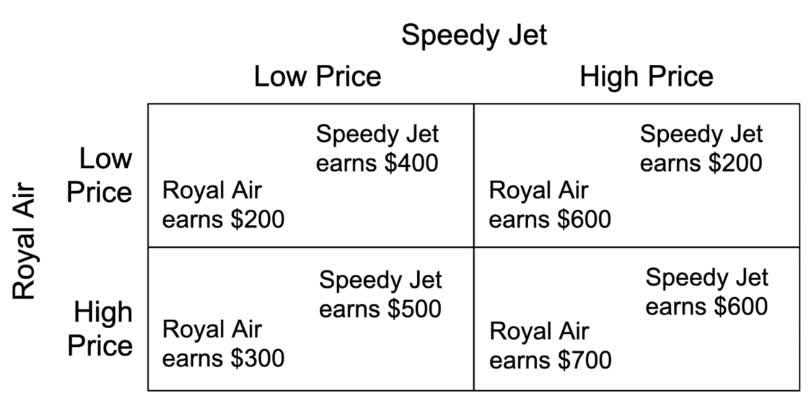 Speedy Jet
Low Price
High Price
Royal Air
Low
Price
Speedy Jet
earns $400
Royal Air
earns $200
Speedy Jet
earns $200
Royal Air
earns $600
High
Price
Speedy Jet
earns $500
Royal Air
earns $300
Speedy Jet
earns $600
Royal Air
earns $700